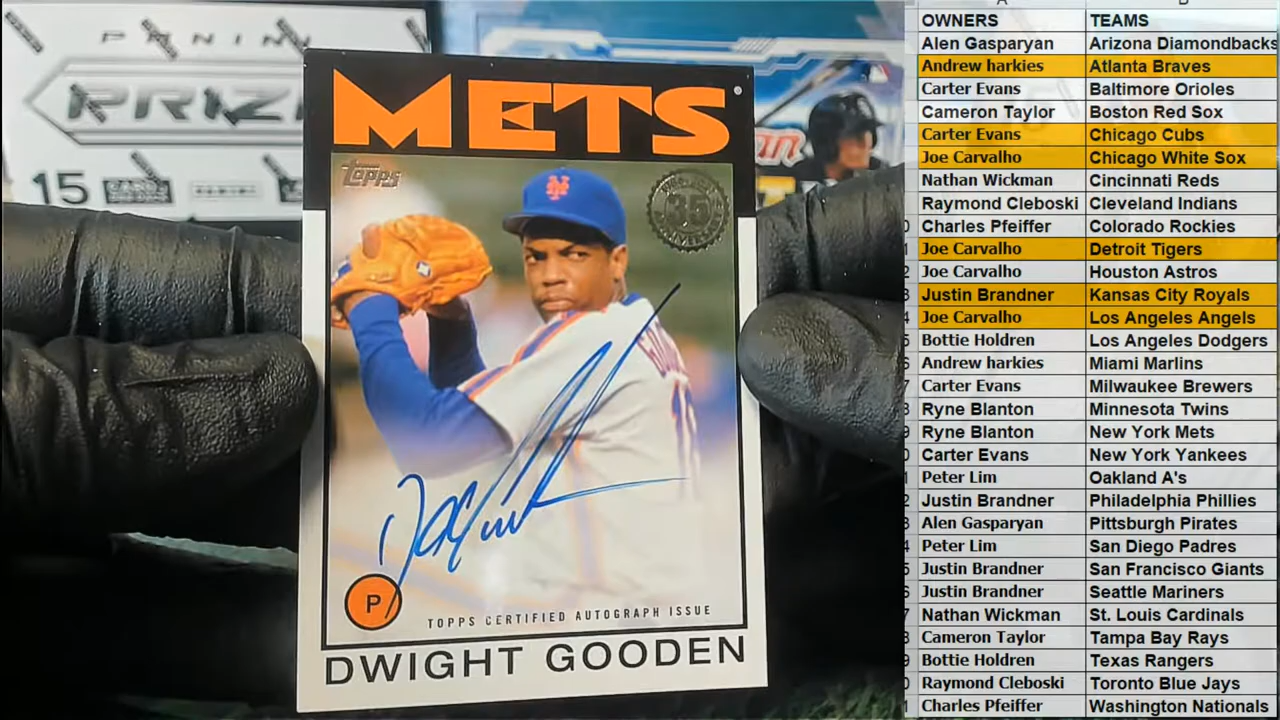 PANINI
PRIZ
15
PANINI
METS
Topps
35
P
TOPPS CERTIFIED AUTOGRAPH ISSUE
DWIGHT GOODEN
OWNERS TEAMS
Alen Gasparyan Arizona Diamondbacks
Andrew harkies Atlanta Braves
Carter Evans Baltimore Orioles
Cameron Taylor Boston Red Sox
Carter Evans Chicago Cubs
Joe Carvalho Chicago White Sox
Nathan Wickman Cincinnati Reds
Raymond Cleboski Cleveland Indians
Charles Pfeiffer Colorado Rockies
Joe Carvalho Detroit Tigers
Joe Carvalho Houston Astros
Justin Brandner Kansas City Royals
Joe Carvalho Los Angeles Angels
Bottie Holdren Los Angeles Dodgers
Andrew harkies Miami Marlins
Carter Evans Milwaukee Brewers
Ryne Blanton Minnesota Twins
Ryne Blanton New York Mets
Carter Evans New York Yankees
Peter Lim Oakland A's
Justin Brandner Philadelphia Phillies
Alen Gasparyan Pittsburgh Pirates
Peter Lim San Diego Padres
Justin Brandner San Francisco Giants
Justin Brandner Seattle Mariners
Nathan Wickman St. Louis Cardinals
Cameron Taylor Tampa Bay Rays
Bottie Holdren Texas Rangers
Raymond Cleboski Toronto Blue Jays
Charles Pfeiffer Washington Nationals